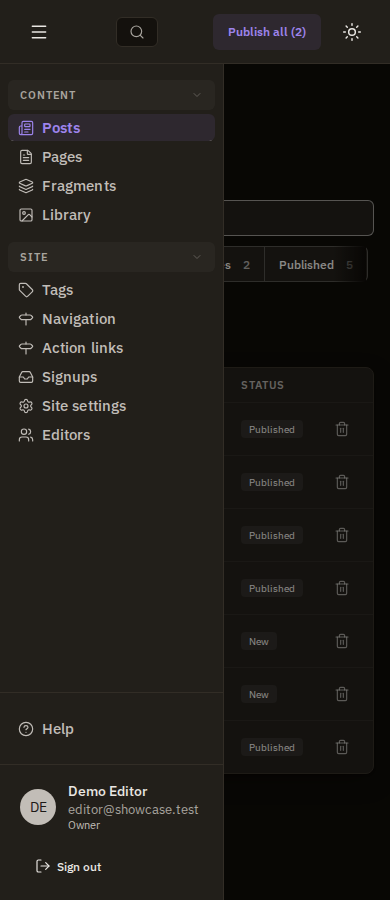 Publish all (2)
CONTENT
Posts
Pages
Fragments
Library
SITE
Tags
Navigation
Action links
Signups
Site settings
Editors
s 2 Published 5
STATUS
Published
Published
Published
Published
New
New
Published
Help
DE
Demo Editor
editor@showcase.test
Owner
Sign out